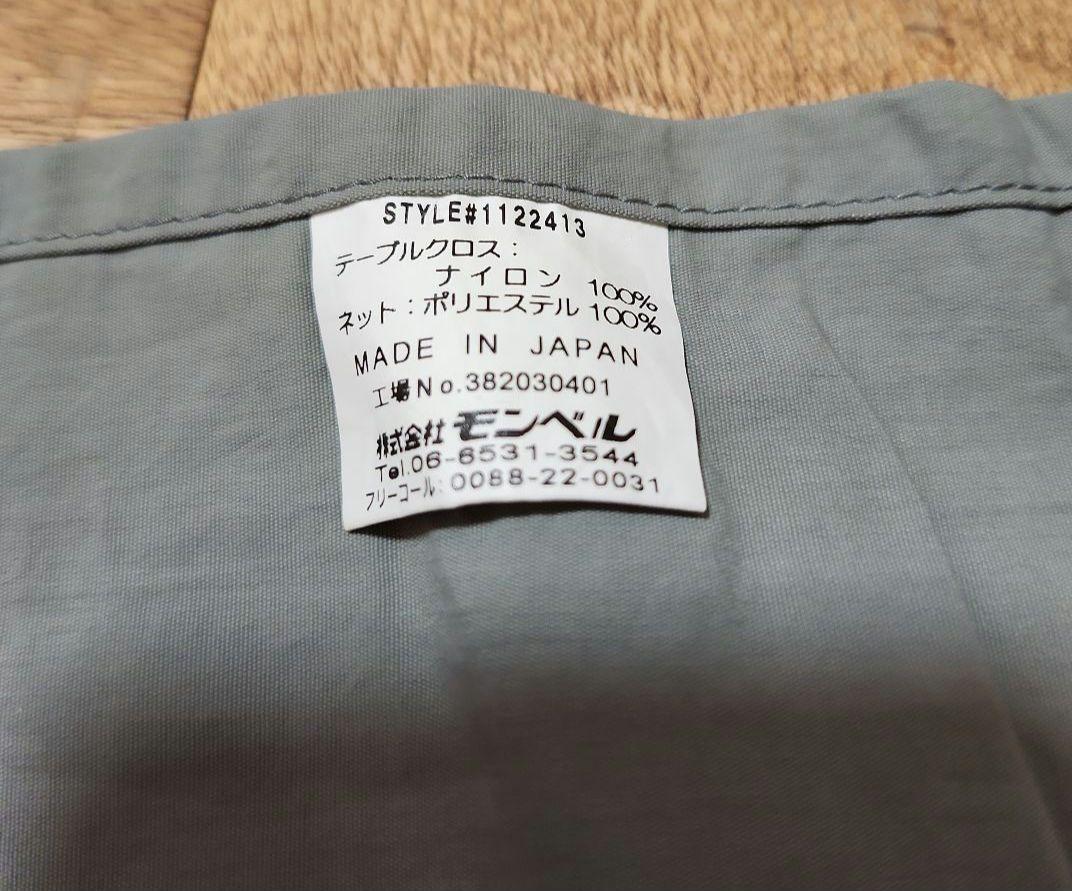 STYLE#1122413
テーブルクロス:
ナイロン 100%
ネット:ポリエステル 100%
MADE IN JAPAN
工場No.382030401
株式会社 モンベル
Tel.06-6531-3544
フリーコール:0088-22-0031